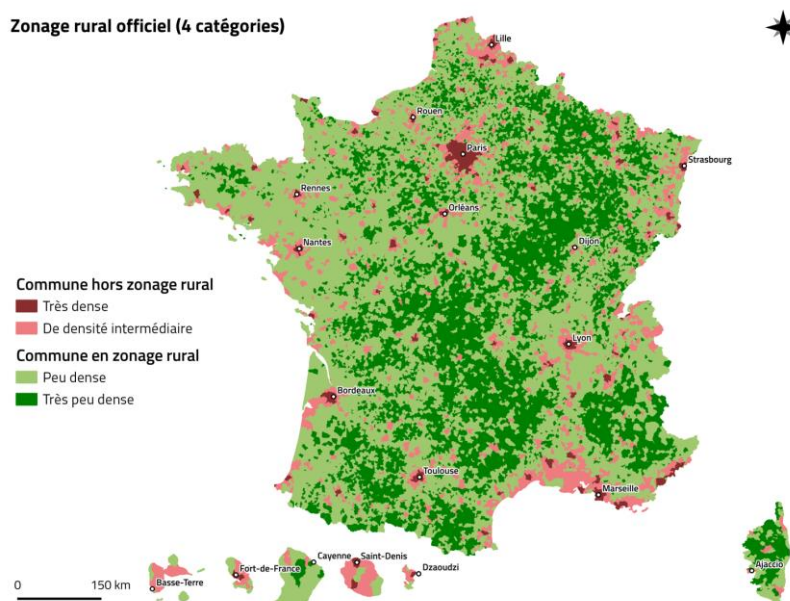 Zonage rural officiel (4 catégories)
Lille
Rouen
Paris
Strasbourg
Rennes
Orléans
Nantes
Dijon
Commune hors zonage rural
Très dense
De densité intermédiaire
Lyon
Commune en zonage rural
Peu dense
Très peu dense
Bordeaux
Toulouse
Marseille
Cayenne
Saint-Denis
Ajaccio
Fort-de-France
Dzaoudzi
Basse-Terre
0 150 km